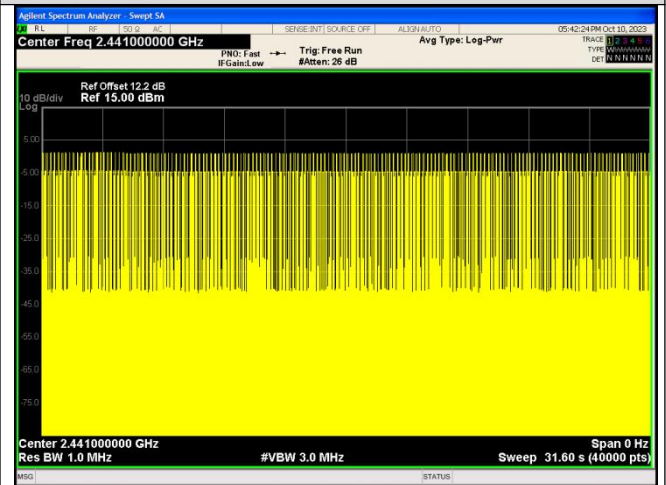 Agilent Spectrum Analyzer - Swept SA
RL RF 50 Ω AC SENSE:INT SOURCE OFF ALIGN AUTO 05:42:24 PM Oct 10, 2023
Center Freq 2.441000000 GHz Avg Type: Log-Pwr TRACE 1 2 3 4 5 6
PNO: Fast Trig: Free Run TYPE
IFGain:Low #Atten: 26 dB DET N N N N N N
Ref Offset 12.2 dB
10 dB/div Ref 15.00 dBm
Log
5.00
-5.00
-15.0
-25.0
-35.0
-45.0
-55.0
-65.0
-75.0
Center 2.441000000 GHz Span 0 Hz
Res BW 1.0 MHz #VBW 3.0 MHz Sweep 31.60 s (40000 pts)
MSG STATUS